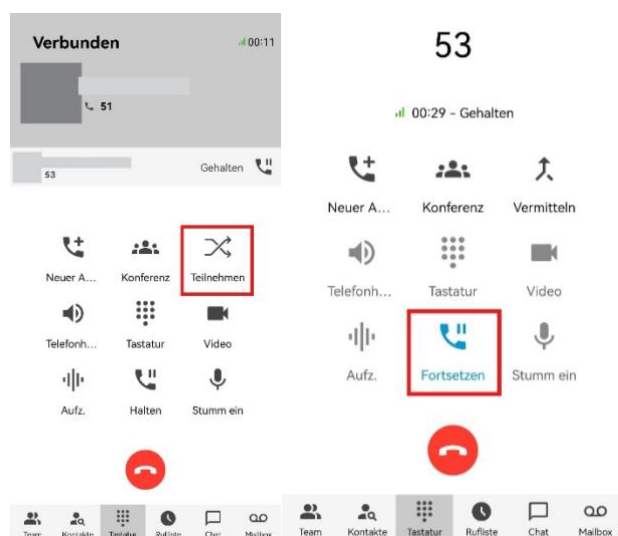 Verbunden
00:11
51
53
Gehalten
Neuer A... Konferenz Teilnehmen
Telefonh... Tastatur Video
Aufz. Halten Stumm ein
Team Kontakte Tastatur Rufliste Chat Mailbox
53
00:29 - Gehalten
Neuer A... Konferenz Vermitteln
Telefonh... Tastatur Video
Aufz. Fortsetzen Stumm ein
Team Kontakte Tastatur Rufliste Chat Mailbox